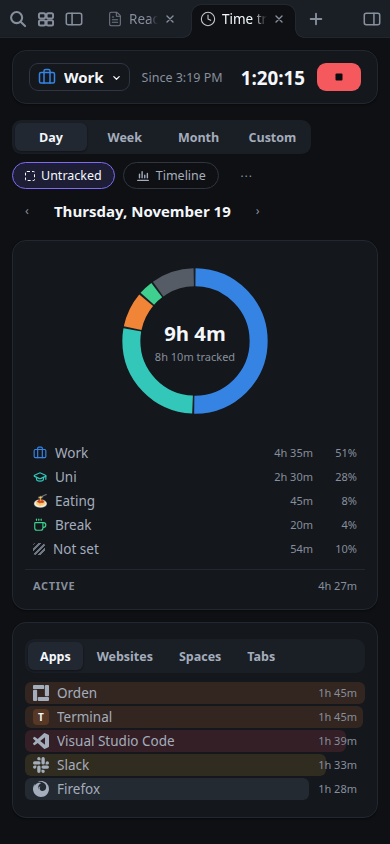 Read
Time tr
Work
Since 3:19 PM
1:20:15
Day
Week
Month
Custom
Untracked
Timeline
...
Thursday, November 19
9h 4m
8h 10m tracked
Work 4h 35m 51%
Uni 2h 30m 28%
Eating 45m 8%
Break 20m 4%
Not set 54m 10%
ACTIVE 4h 27m
Apps
Websites
Spaces
Tabs
Orden 1h 45m
T Terminal 1h 45m
Visual Studio Code 1h 39m
Slack 1h 33m
Firefox 1h 28m